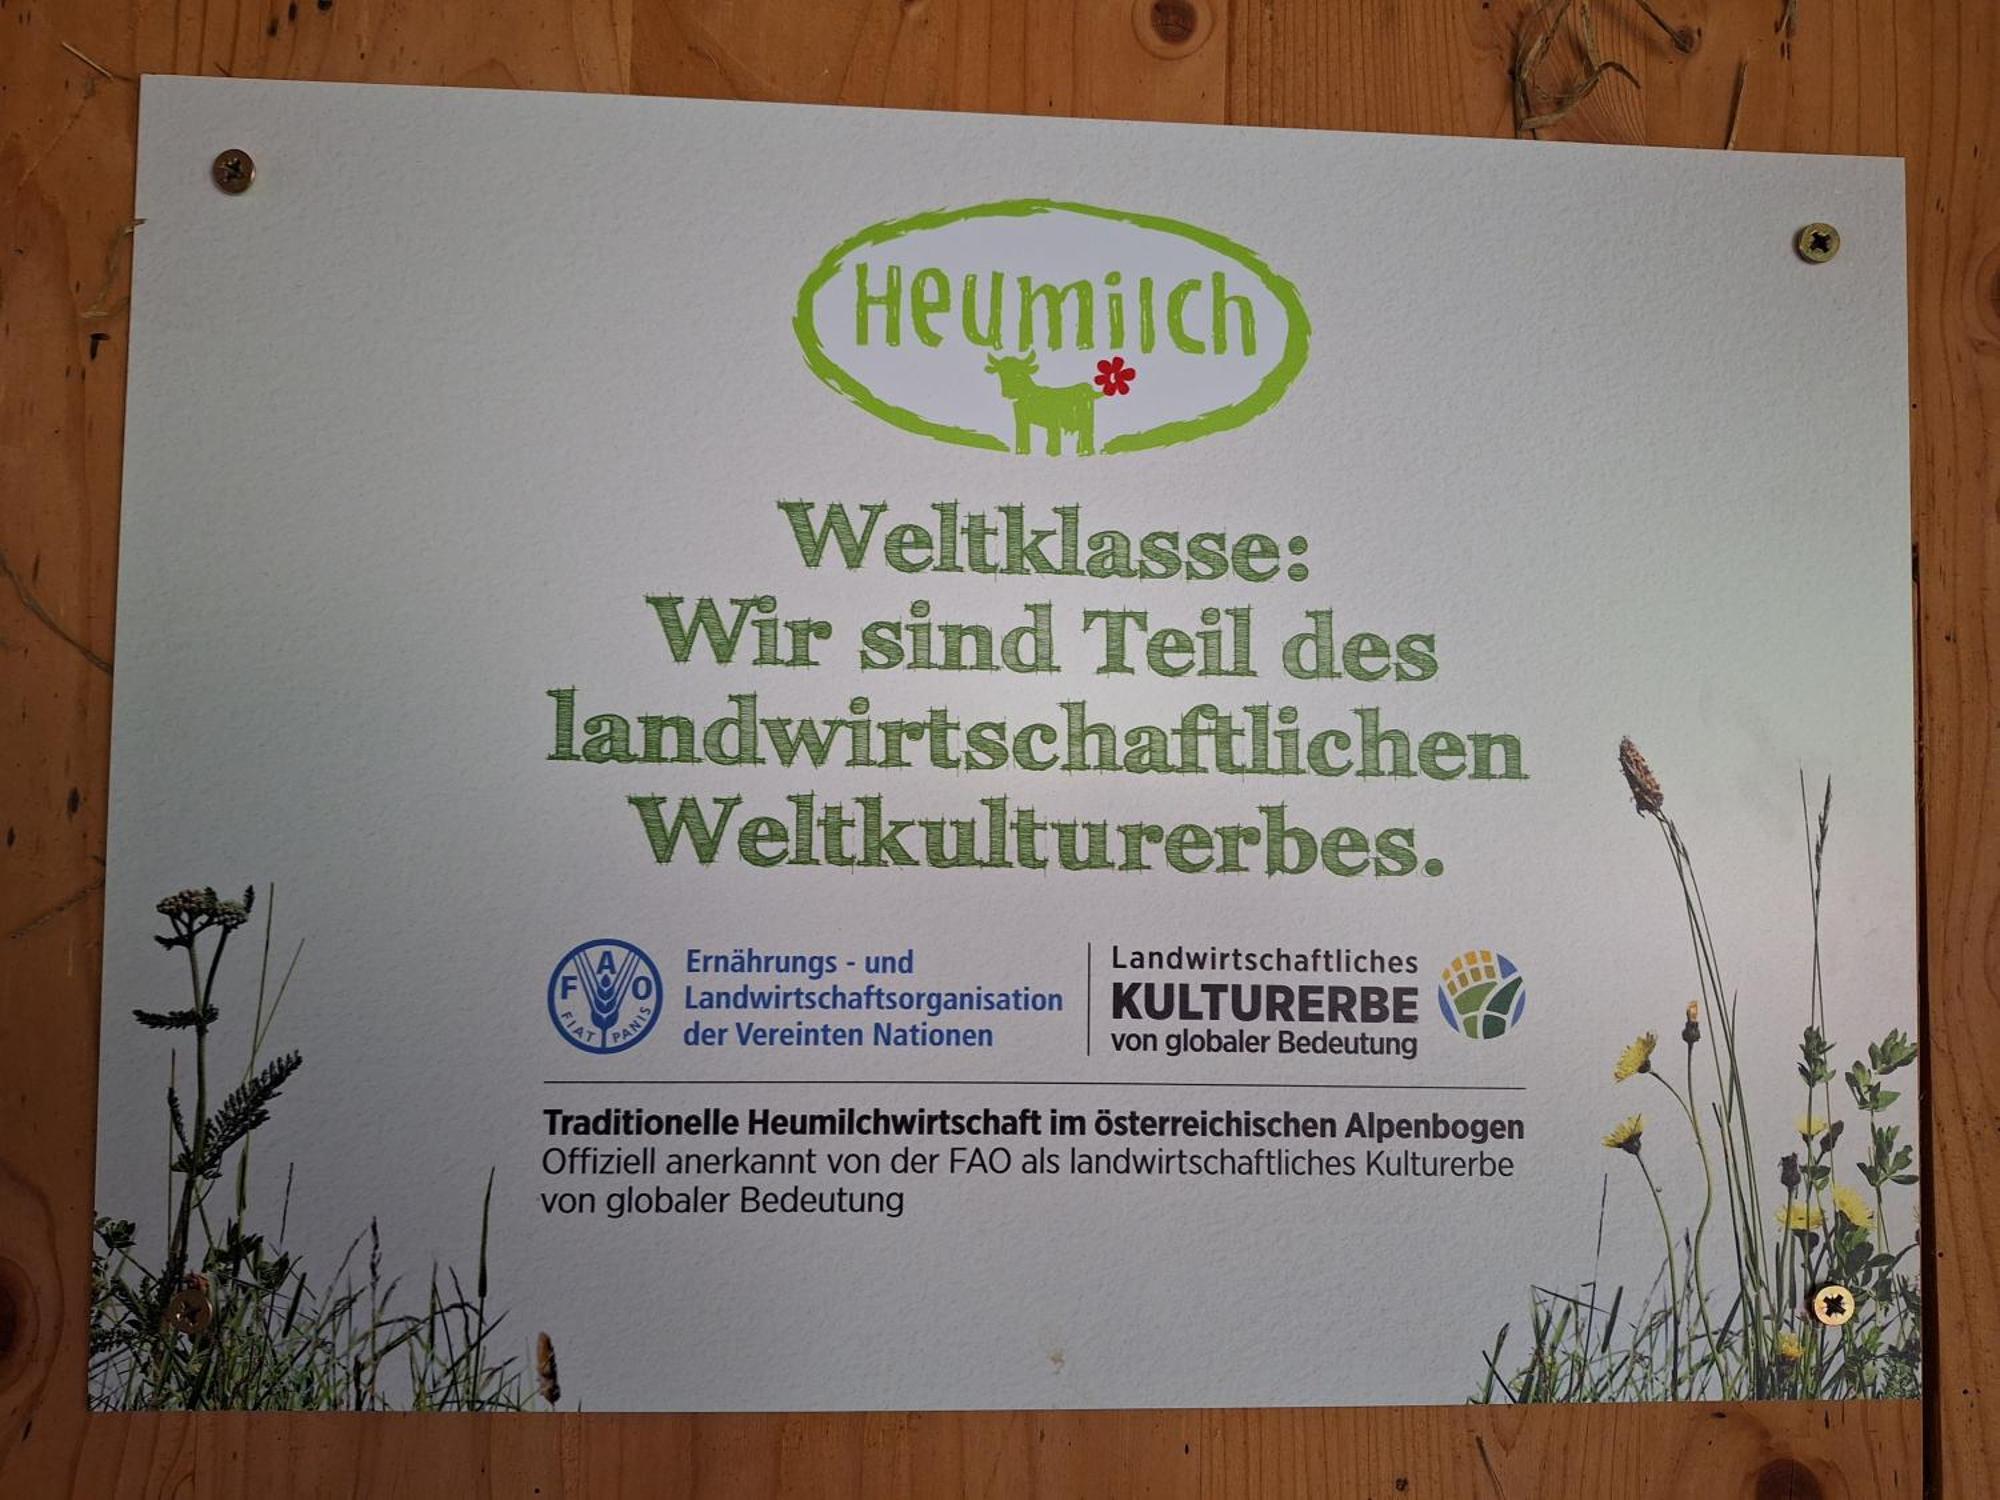 Heumilch
Weltklasse:
Wir sind Teil des
landwirtschaftlichen
Weltkulturerbes.
FAO
FIAT PANIS
Ernährungs - und
Landwirtschaftsorganisation
der Vereinten Nationen
Landwirtschaftliches
KULTURERBE
von globaler Bedeutung
Traditionelle Heumilchwirtschaft im österreichischen Alpenbogen
Offiziell anerkannt von der FAO als landwirtschaftliches Kulturerbe
von globaler Bedeutung